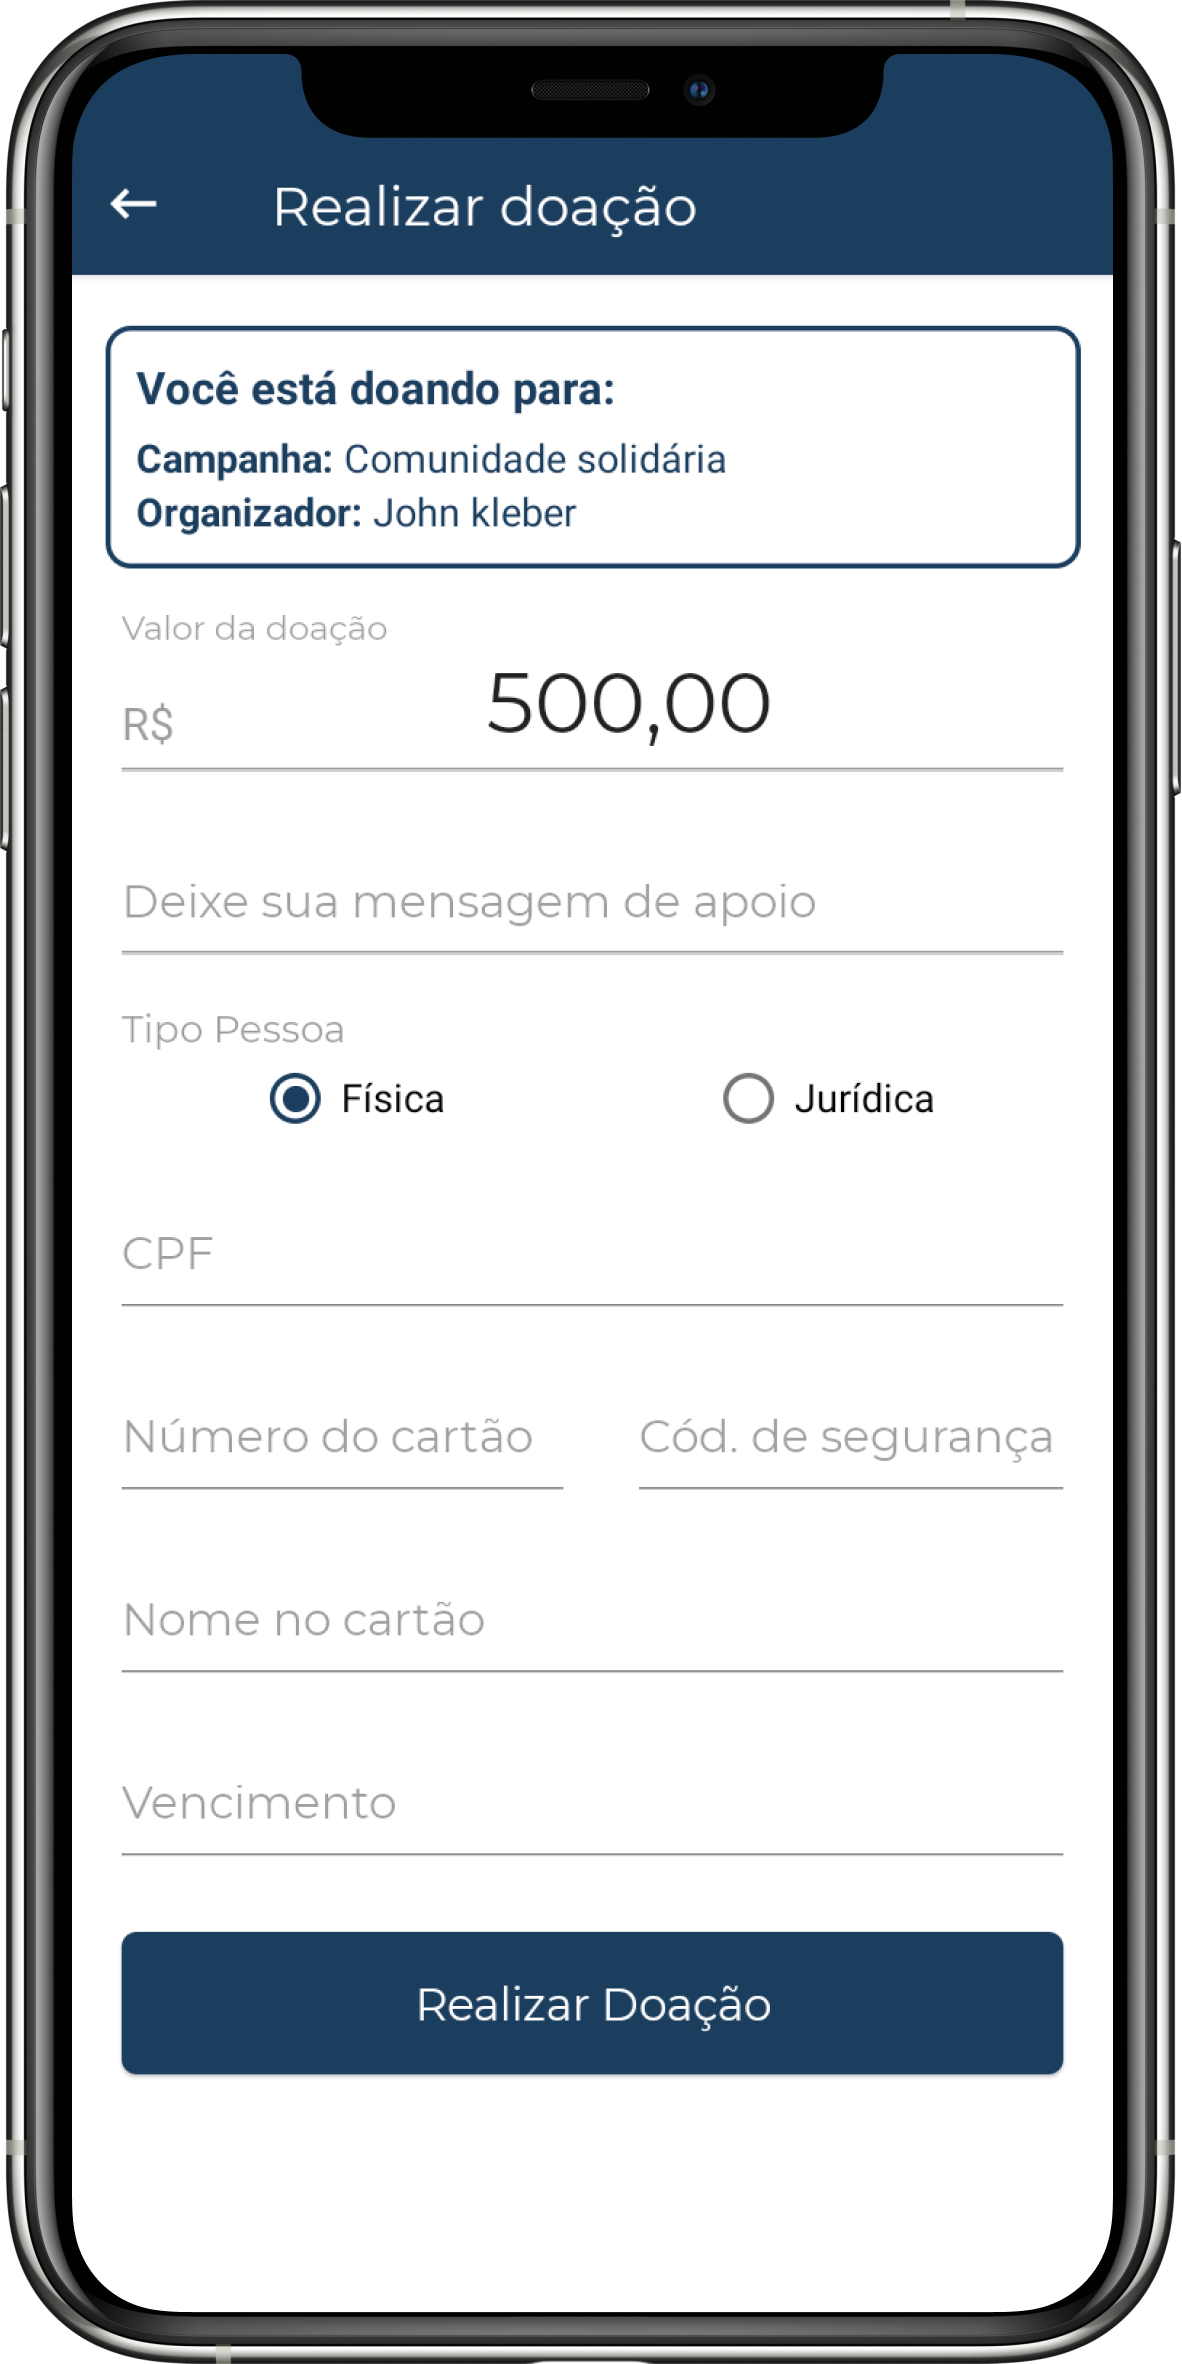 Realizar doação
Você está doando para:
Campanha: Comunidade solidária
Organizador: John kleber
Valor da doação
R$ 500,00
Deixe sua mensagem de apoio
Tipo Pessoa
Física Jurídica
CPF
Número do cartão Cód. de segurança
Nome no cartão
Vencimento
Realizar Doação